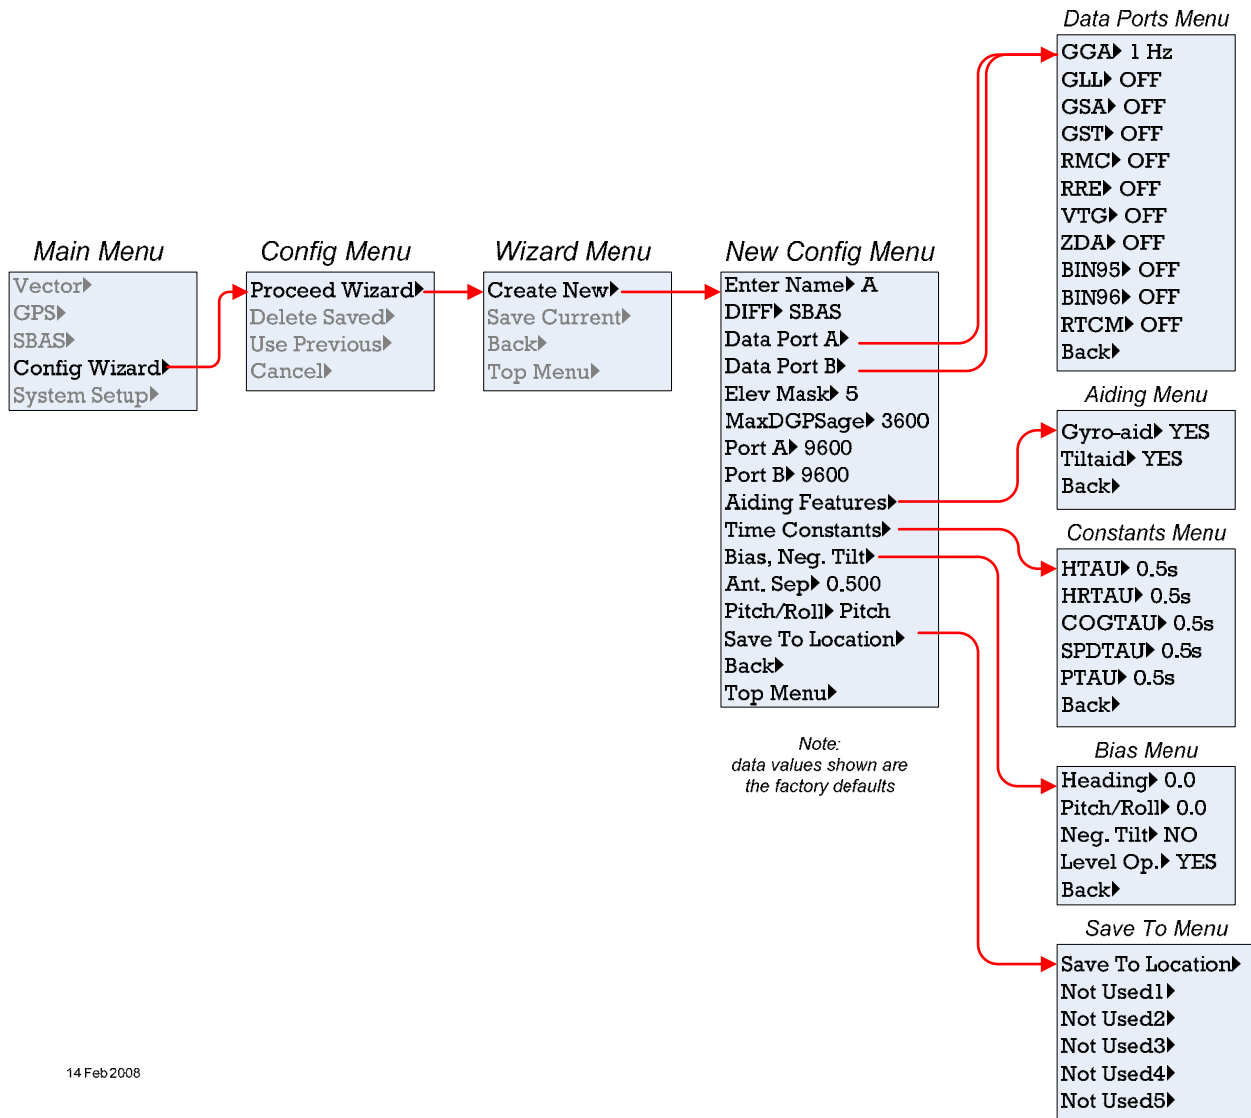 Main Menu
Vector
GPS
SBAS
Config Wizard
System Setup
Config Menu
Proceed Wizard
Delete Saved
Use Previous
Cancel
Wizard Menu
Create New
Save Current
Back
Top Menu
New Config Menu
Enter Name A
DIFF SBAS
Data Port A
Data Port B
Elev Mask 5
MaxDGPSage 3600
Port A 9600
Port B 9600
Aiding Features
Time Constants
Bias, Neg. Tilt
Ant. Sep 0.500
Pitch/Roll Pitch
Save To Location
Back
Top Menu
Note:
data values shown are
the factory defaults
Data Ports Menu
GGA 1 Hz
GLL OFF
GSA OFF
GST OFF
RMC OFF
RRE OFF
VTG OFF
ZDA OFF
BIN95 OFF
BIN96 OFF
RTCM OFF
Back
Aiding Menu
Gyro-aid YES
Tiltaid YES
Back
Constants Menu
HTAU 0.5s
HRTAU 0.5s
COGTAU 0.5s
SPDTAU 0.5s
PTAU 0.5s
Back
Bias Menu
Heading 0.0
Pitch/Roll 0.0
Neg. Tilt NO
Level Op. YES
Back
Save To Menu
Save To Location
Not Used1
Not Used2
Not Used3
Not Used4
Not Used5
14 Feb 2008